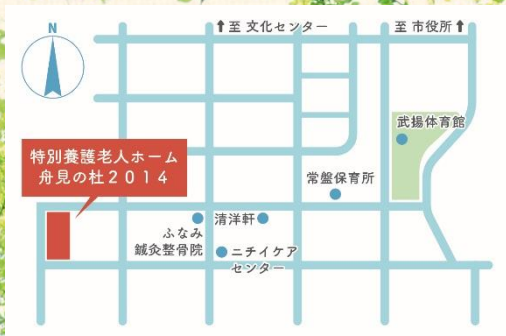 N
↑至 文化センター
至 市役所↑
武揚体育館
特別養護老人ホーム
舟見の杜2014
常盤保育所
清洋軒
ふなみ
鍼灸整骨院
ニチイケア
センター